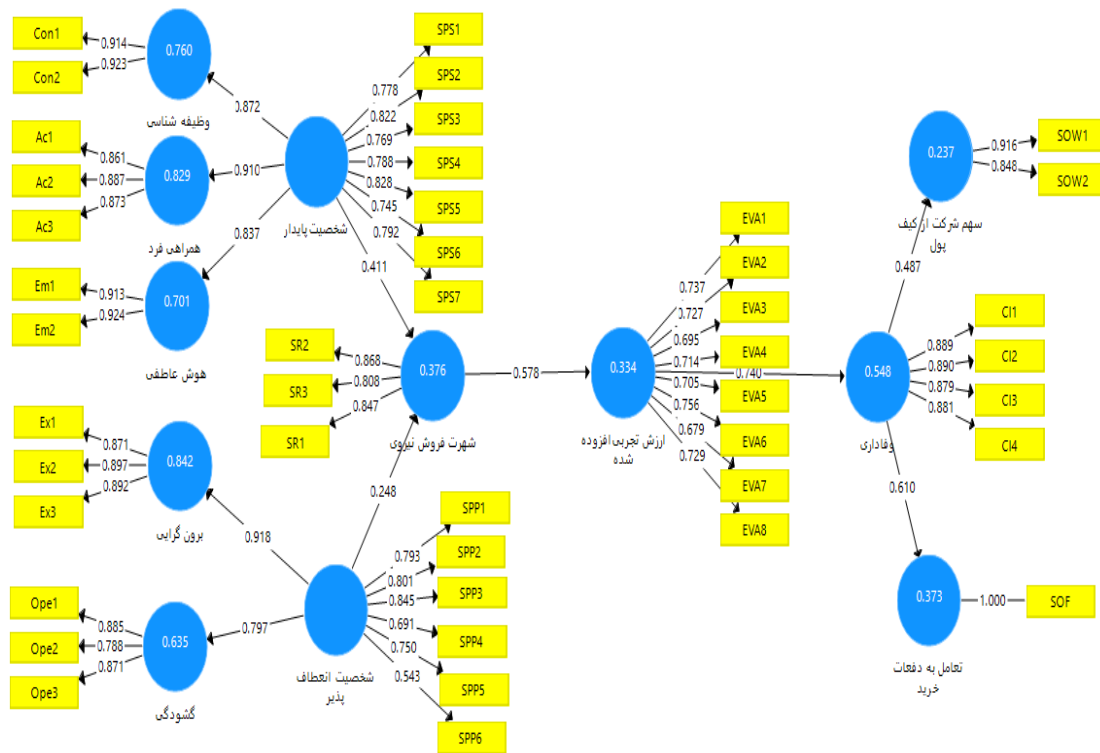 Con1
0.914
Con2
0.923
0.760
وظیفه شناسی
0.872
Ac1
0.861
Ac2
0.887
Ac3
0.873
0.829
همراهی فرد
0.910
Em1
0.913
Em2
0.924
0.701
هوش عاطفی
0.837
شخصیت پایدار
SPS1
0.778
SPS2
0.822
SPS3
0.769
SPS4
0.788
SPS5
0.828
SPS6
0.745
SPS7
0.792
0.411
SR2
0.868
SR3
0.808
SR1
0.847
0.376
شهرت فروش نیروی
0.578
0.248
Ex1
0.871
Ex2
0.897
Ex3
0.892
0.842
برون گرایی
0.918
Ope1
0.885
Ope2
0.788
Ope3
0.871
0.635
گشودگی
0.797
شخصیت انعطاف
پذیر
SPP1
0.793
SPP2
0.801
SPP3
0.845
SPP4
0.691
SPP5
0.750
SPP6
0.543
0.334
ارزش تجربی افزوده
شده
EVA1
0.737
EVA2
0.727
EVA3
0.695
EVA4
0.714
EVA5
0.705
EVA6
0.756
EVA7
0.679
EVA8
0.729
0.740
0.548
وفاداری
CI1
0.889
CI2
0.890
CI3
0.879
CI4
0.881
0.487
0.237
سهم شرکت از کیف
پول
SOW1
0.916
SOW2
0.848
0.610
0.373
تعامل به دفعات
خرید
1.000
SOF